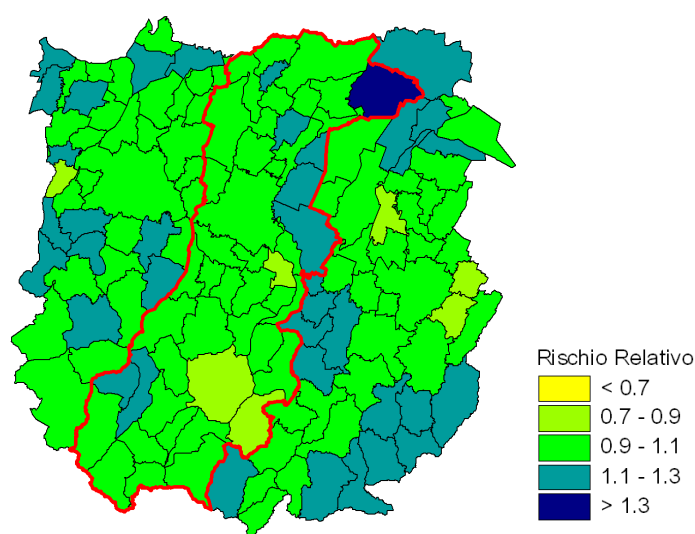 Rischio Relativo
< 0.7
0.7 - 0.9
0.9 - 1.1
1.1 - 1.3
> 1.3